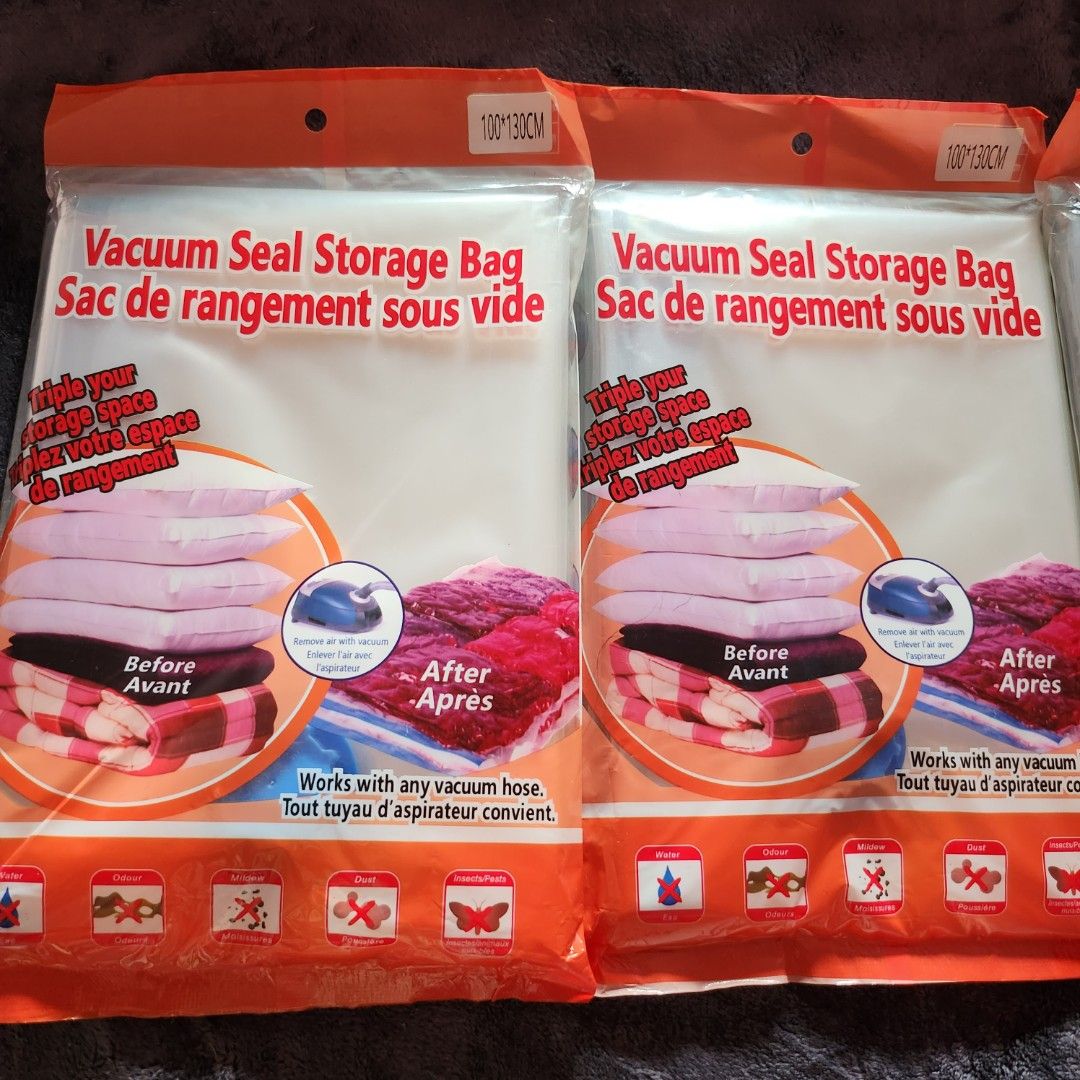 100*130CM
Vacuum Seal Storage Bag
Sac de rangement sous vide
Triple your
storage space
Triplez votre espace
de rangement
Before
Avant
Remove air with vacuum
Enlever l'air avec
l'aspirateur
After
Après
Works with any vacuum hose.
Tout tuyau d'aspirateur convient.
Water
Odour
Odeurs
Mildew
Moisissures
Dust
Poussière
Insects/Pests
Insectes/animaux
nuisibles
100*130CM
Vacuum Seal Storage Bag
Sac de rangement sous vide
Triple your
storage space
Triplez votre espace
de rangement
Before
Avant
Remove air with vacuum
Enlever l'air avec
l'aspirateur
After
Après
Works with any vacuum
Tout tuyau d'aspirateur co
Water
Eau
Odour
Odeurs
Mildew
Moisissures
Dust
Poussière